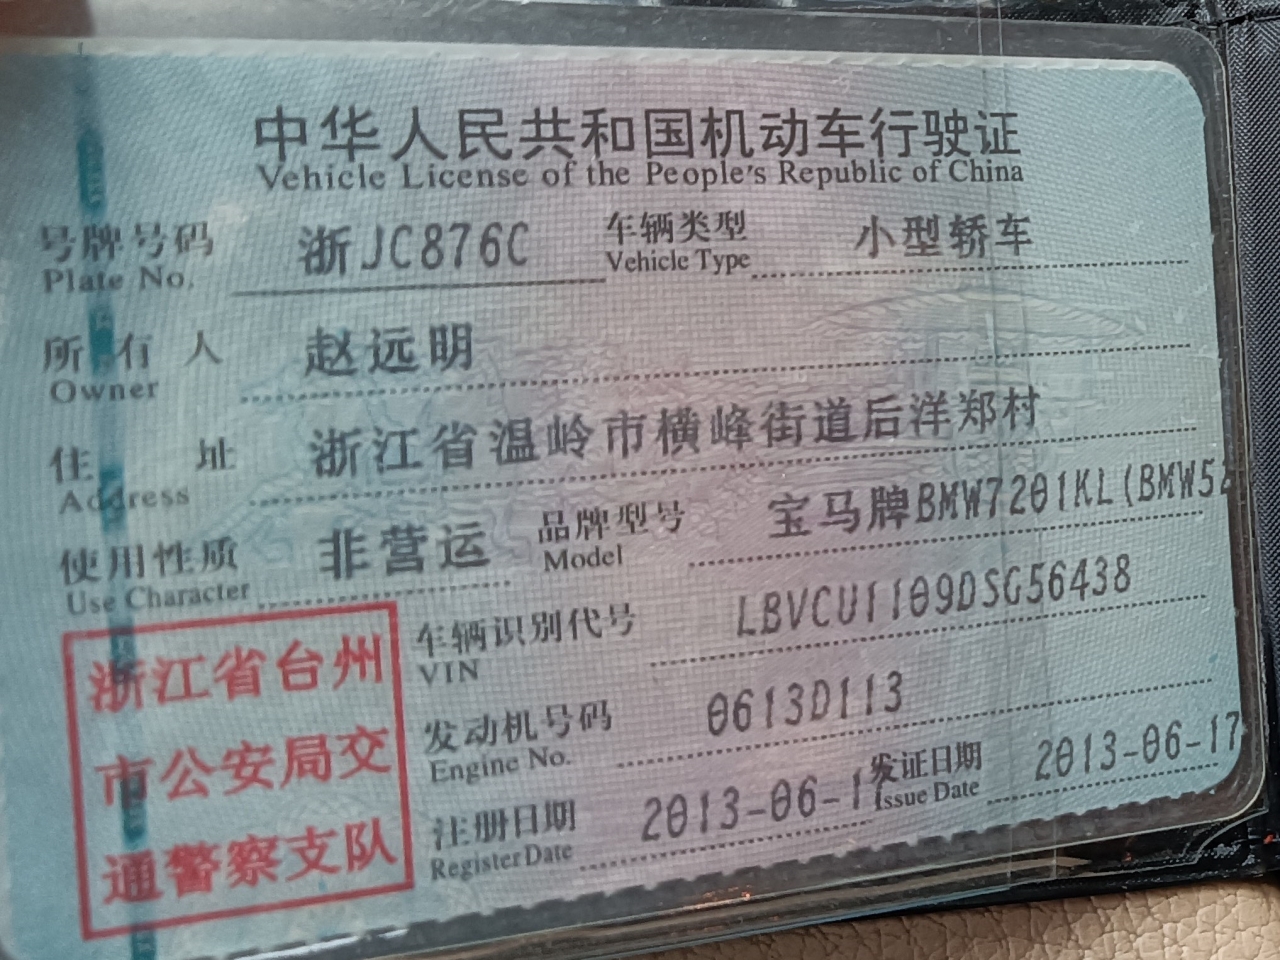 中华人民共和国机动车行驶证
Vehicle License of the People's Republic of China
号牌号码 浙JC876C 车辆类型 小型轿车
Plate No. Vehicle Type
所有人 赵远明
Owner
住址 浙江省温岭市横峰街道后洋郑村
Address
使用性质 非营运 品牌型号 宝马牌BMW7201KL(BMW52
Use Character Model
浙江省台州
市公安局交
通警察支队
车辆识别代号 LBVCU1109DSG56438
VIN
发动机号码 0613D113
Engine No.
注册日期 2013-06-17 发证日期 2013-06-17
Register Date Issue Date